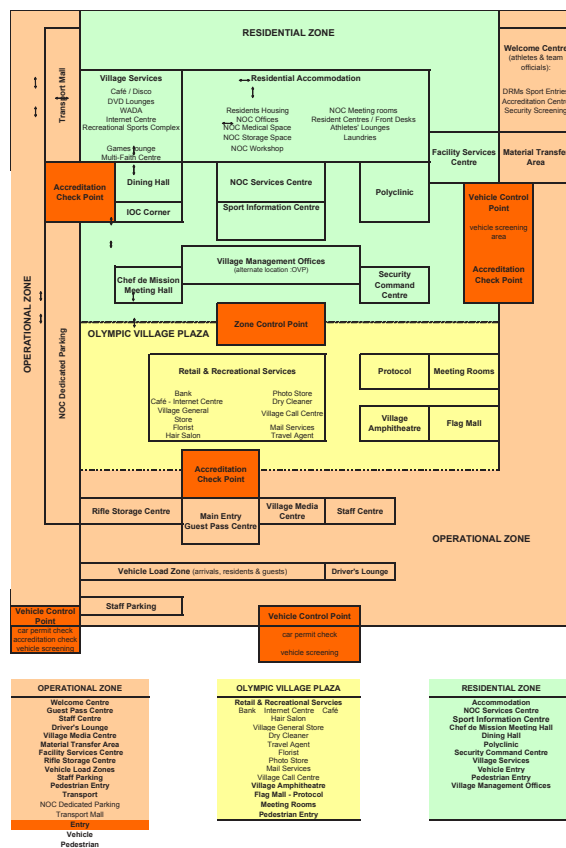 RESIDENTIAL ZONE
Welcome Centre
(athletes & team
officials):
DRMs Sport Entries
Accreditation Centre
Security Screening
Transport Mall
Village Services
Café / Disco
DVD Lounges
WADA
Internet Centre
Recreational Sports Complex
Games lounge
Multi-Faith Centre
Residential Accommodation
Residents Housing
NOC Offices
NOC Medical Space
NOC Storage Space
NOC Workshop
NOC Meeting rooms
Resident Centres / Front Desks
Athletes' Lounges
Laundries
Facility Services
Centre
Material Transfer
Area
Accreditation
Check Point
Dining Hall
IOC Corner
NOC Services Centre
Sport Information Centre
Polyclinic
Vehicle Control
Point
vehicle screening
area
Accreditation
Check Point
Village Management Offices
(alternate location :OVP)
Chef de Mission
Meeting Hall
Security
Command
Centre
OPERATIONAL ZONE
NOC Dedicated Parking
Zone Control Point
OLYMPIC VILLAGE PLAZA
Retail & Recreational Services
Bank
Café - Internet Centre
Village General
Store
Florist
Hair Salon
Photo Store
Dry Cleaner
Village Call Centre
Mail Services
Travel Agent
Protocol
Meeting Rooms
Village
Amphitheatre
Flag Mall
Accreditation
Check Point
Rifle Storage Centre
Main Entry
Guest Pass Centre
Village Media
Centre
Staff Centre
OPERATIONAL ZONE
Vehicle Load Zone (arrivals, residents & guests)
Driver's Lounge
Staff Parking
Vehicle Control
Point
car permit check
accreditation check
vehicle screening
Vehicle Control Point
car permit check
vehicle screening
OPERATIONAL ZONE
Welcome Centre
Guest Pass Centre
Staff Centre
Driver's Lounge
Village Media Centre
Material Transfer Area
Facility Services Centre
Rifle Storage Centre
Vehicle Load Zones
Staff Parking
Pedestrian Entry
Transport
NOC Dedicated Parking
Transport Mall
Entry
Vehicle
Pedestrian
OLYMPIC VILLAGE PLAZA
Retail & Recreational Servcies
Bank Internet Centre Café
Hair Salon
Village General Store
Dry Cleaner
Travel Agent
Florist
Photo Store
Mail Services
Village Call Centre
Village Amphitheatre
Flag Mall - Protocol
Meeting Rooms
Pedestrian Entry
RESIDENTIAL ZONE
Accommodation
NOC Services Centre
Sport Information Centre
Chef de Mission Meeting Hall
Dining Hall
Polyclinic
Security Command Centre
Village Services
Vehicle Entry
Pedestrian Entry
Village Management Offices